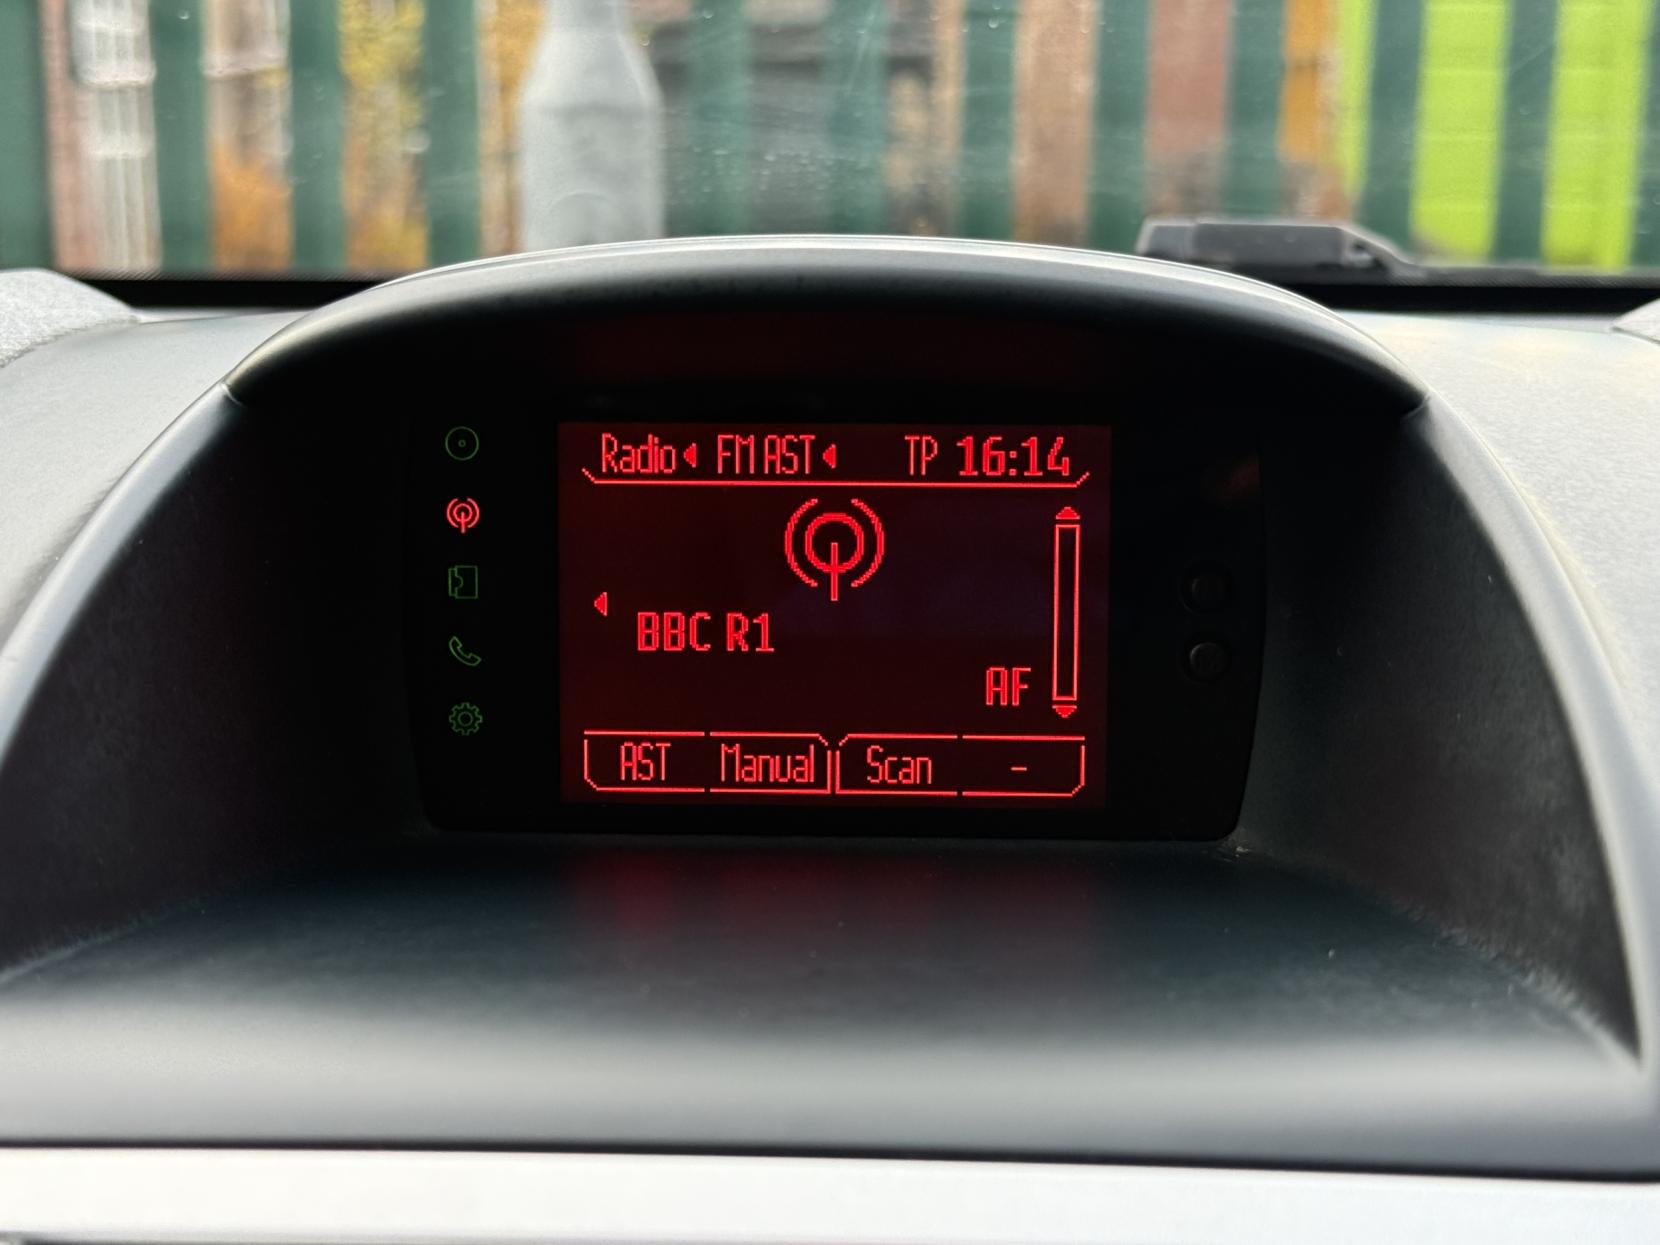 Radio FM AST TP 16:14
BBC R1
AF
AST Manual Scan -